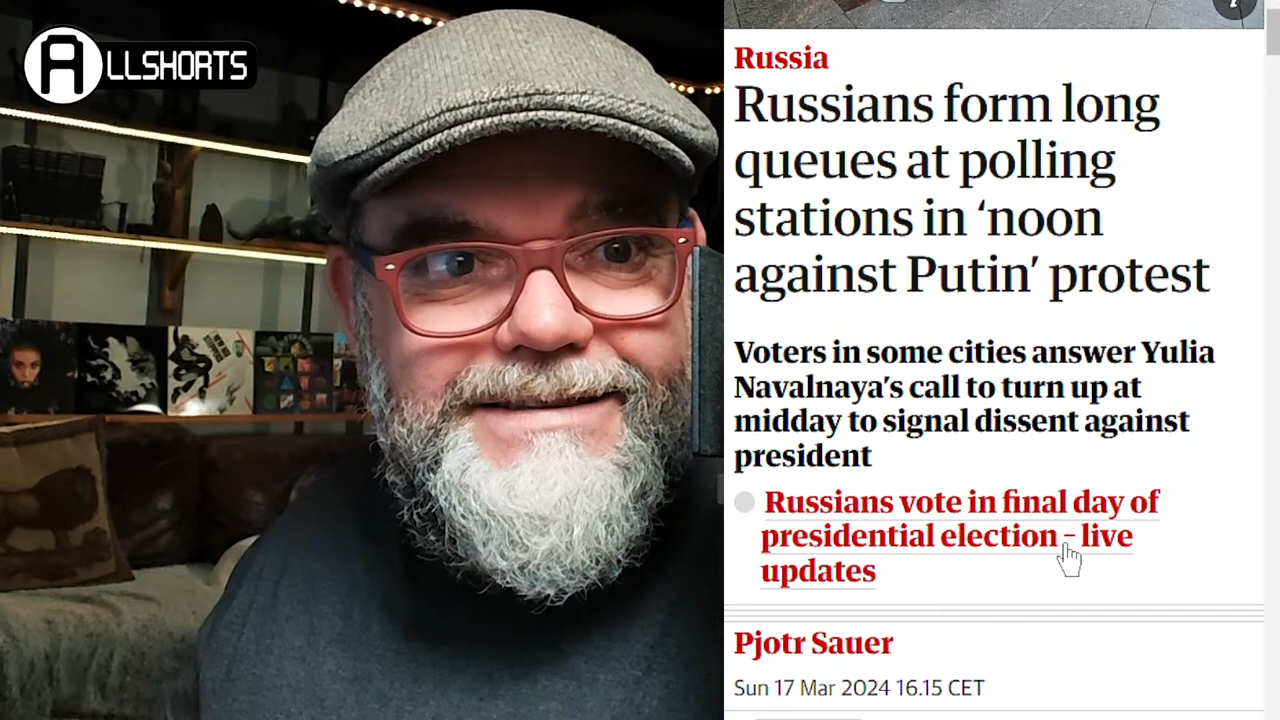 ALLSHORTS
Russia
Russians form long
queues at polling
stations in ‘noon
against Putin’ protest
Voters in some cities answer Yulia
Navalnaya’s call to turn up at
midday to signal dissent against
president
Russians vote in final day of
presidential election – live
updates
Pjotr Sauer
Sun 17 Mar 2024 16.15 CET